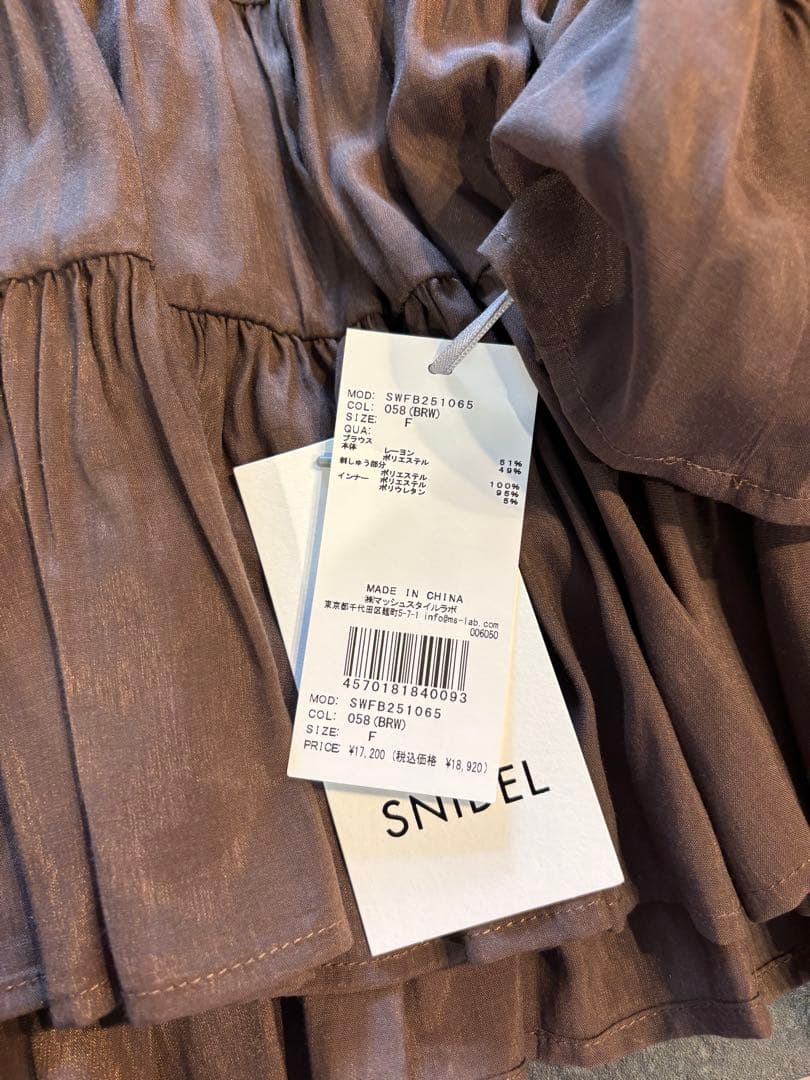 MOD: SWFB251065
COL: 058(BRW)
SIZE: F
QUA:
ブラウス
本体 レーヨン 51%
ポリエステル 49%
刺しゅう部分
ポリエステル 100%
インナー ポリエステル 95%
ポリウレタン 5%
MADE IN CHINA
㈱マッシュスタイルラボ
東京都千代田区麹町5-7-1 info@ms-lab.com
006050
4570181840093
MOD: SWFB251065
COL: 058(BRW)
SIZE: F
PRICE: ¥17,200 (税込価格 ¥18,920)
SNIDEL